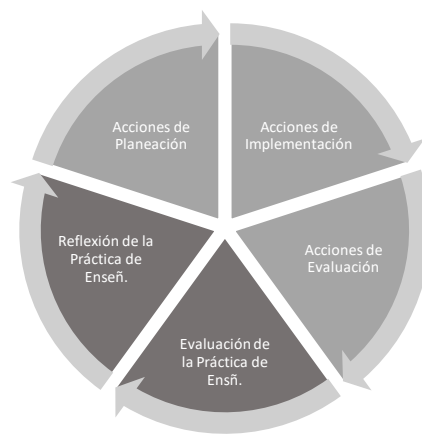 Acciones de
Planeación
Acciones de
Implementación
Acciones de
Evaluación
Evaluación de
la Práctica de
Ensñ.
Reflexión de la
Práctica de
Enseñ.